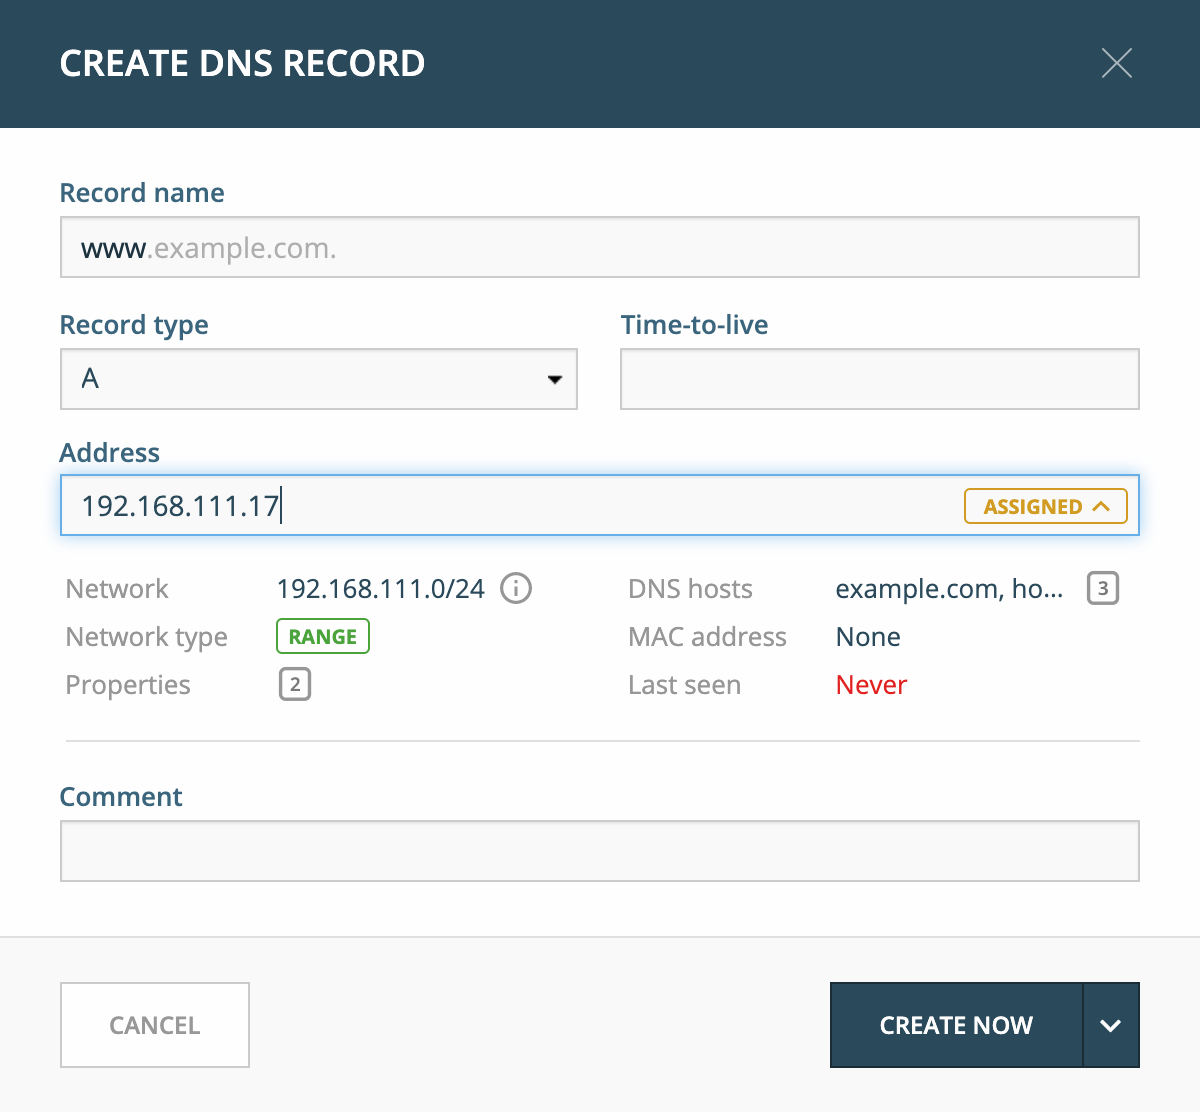 CREATE DNS RECORD
Record name
www.example.com.
Record type
Time-to-live
A
Address
192.168.111.17
ASSIGNED
Network 192.168.111.0/24
DNS hosts example.com, ho... 3
Network type RANGE
MAC address None
Properties 2
Last seen Never
Comment
CANCEL
CREATE NOW